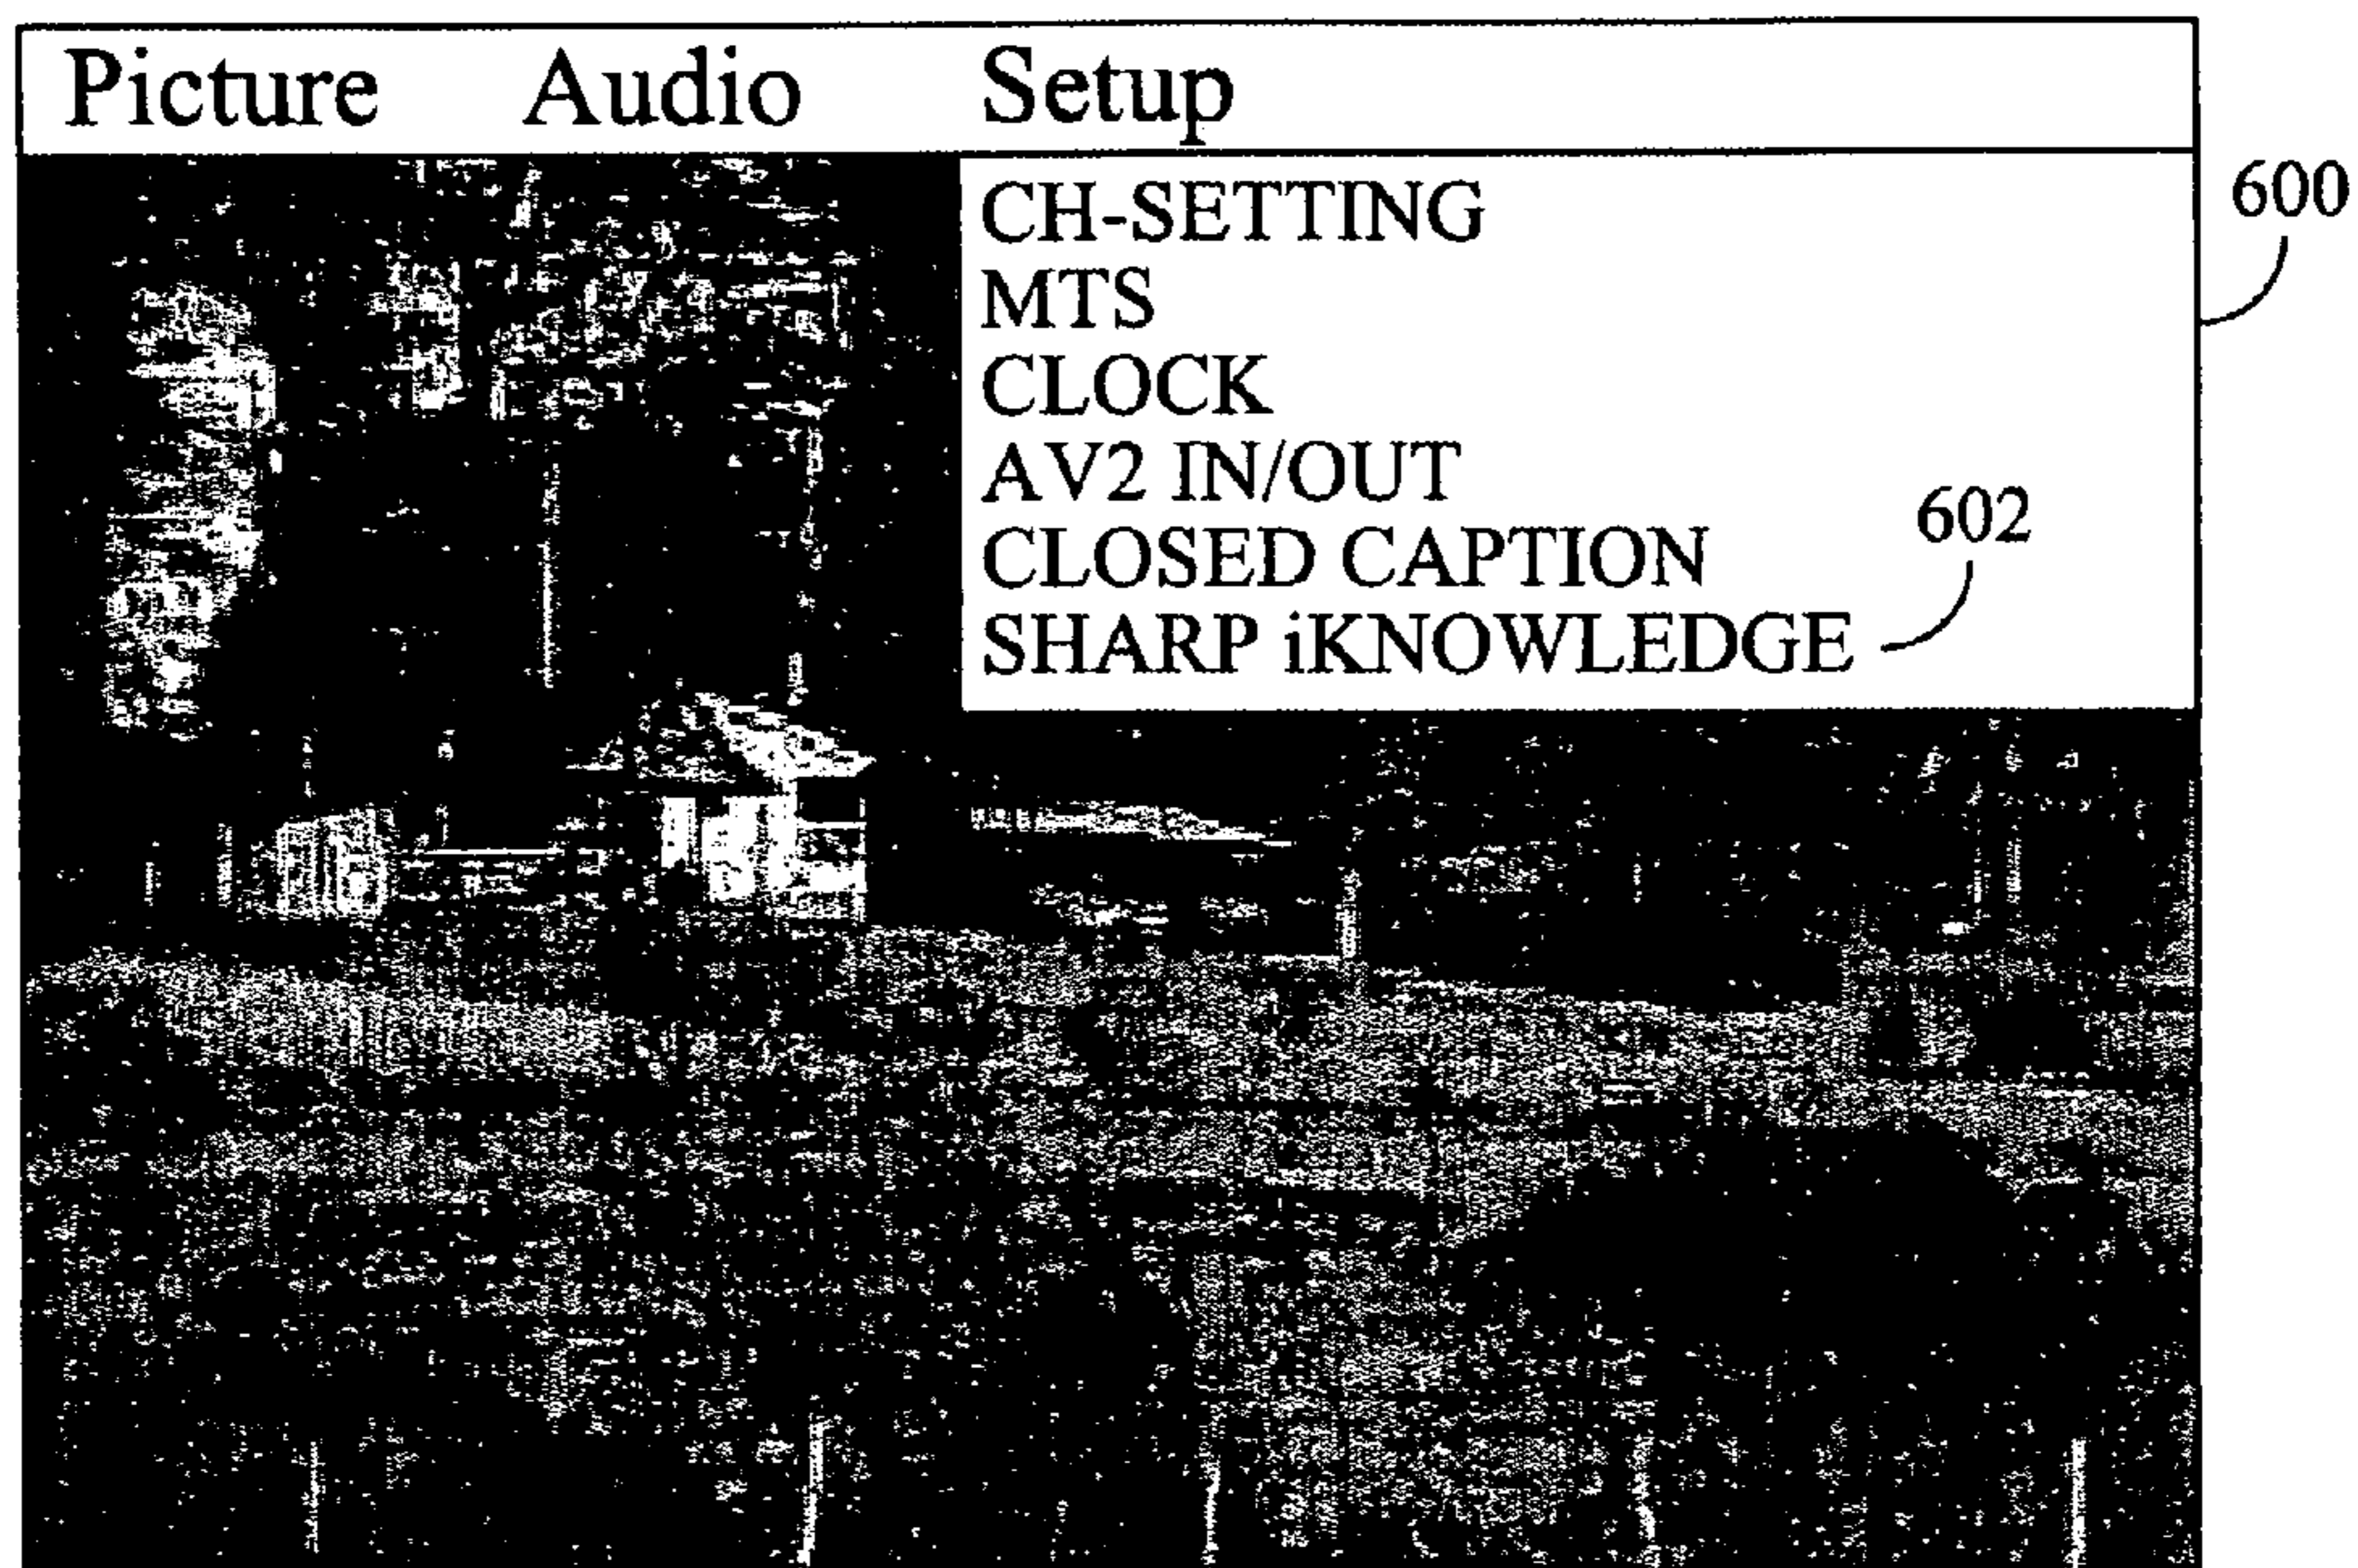 Picture Audio Setup
CH-SETTING
600
MTS
CLOCK
AV2 IN/OUT
602
CLOSED CAPTION
SHARP iKNOWLEDGE